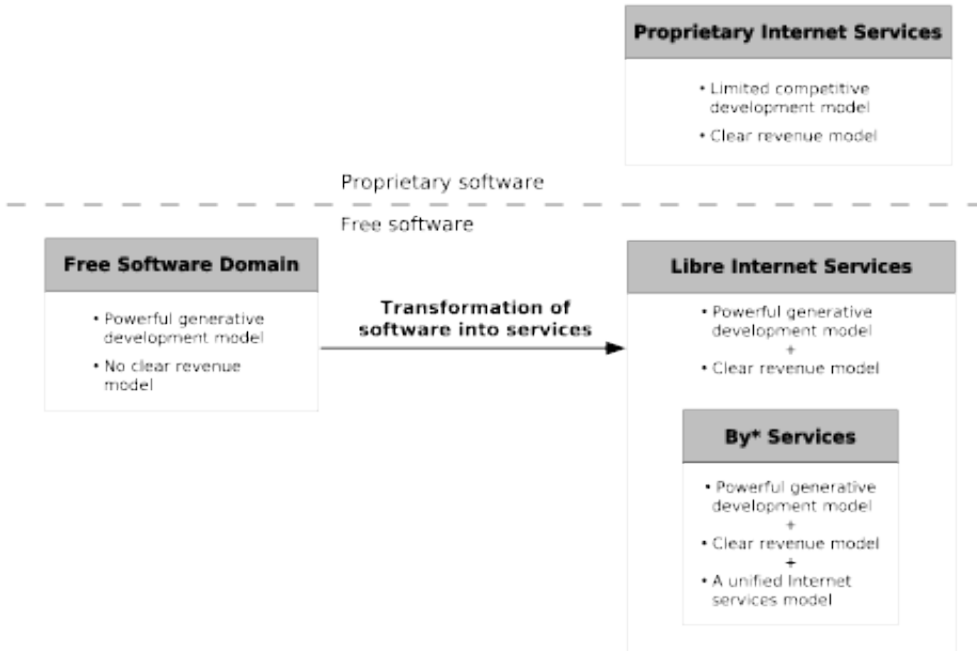 Proprietary Internet Services
• Limited competitive
development model
• Clear revenue model
Proprietary software
Free software
Free Software Domain
• Powerful generative
development model
• No clear revenue
model
Transformation of
software into services
Libre Internet Services
• Powerful generative
development model
+
• Clear revenue model
By* Services
• Powerful generative
development model
+
• Clear revenue model
+
• A unified Internet
services model